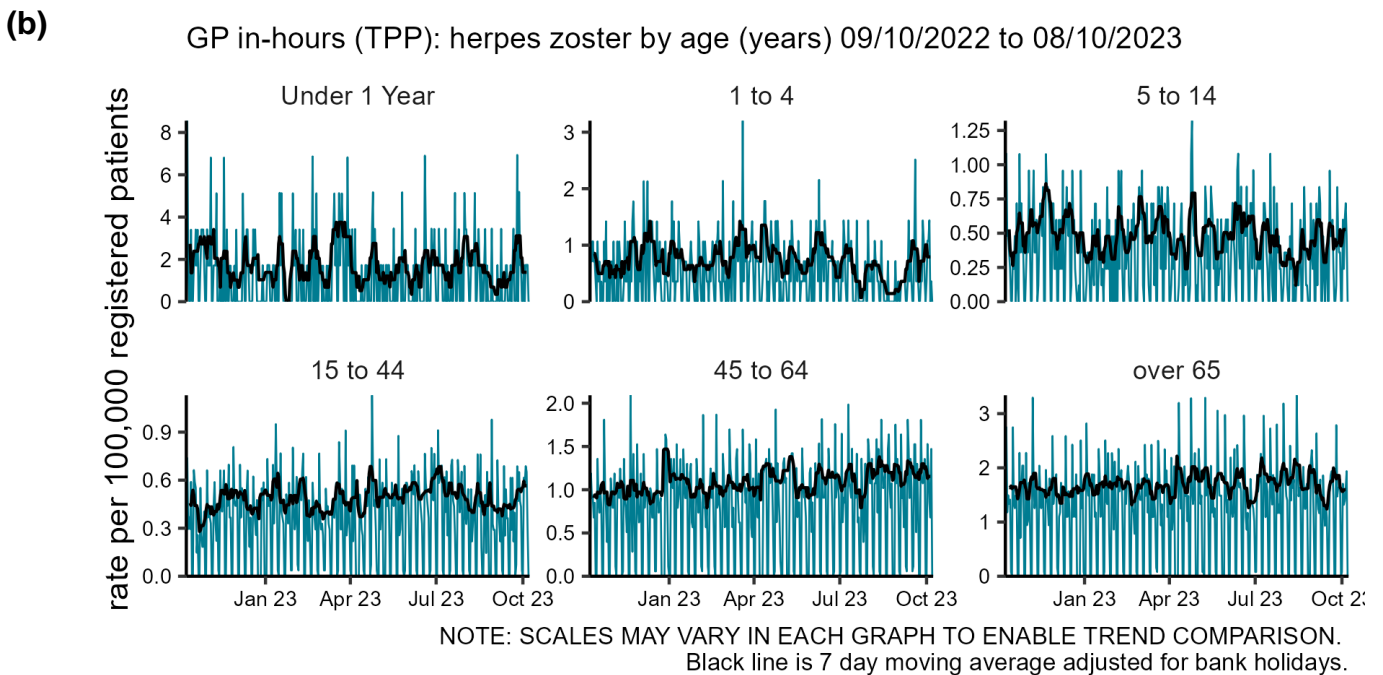 (b)
GP in-hours (TPP): herpes zoster by age (years) 09/10/2022 to 08/10/2023
rate per 100,000 registered patients
Under 1 Year
8
6
4
2
0
1 to 4
3
2
1
0
5 to 14
1.25
1.00
0.75
0.50
0.25
0.00
15 to 44
0.9
0.6
0.3
0.0
Jan 23 Apr 23 Jul 23 Oct 23
45 to 64
2.0
1.5
1.0
0.5
0.0
Jan 23 Apr 23 Jul 23 Oct 23
over 65
3
2
1
0
Jan 23 Apr 23 Jul 23 Oct 2
NOTE: SCALES MAY VARY IN EACH GRAPH TO ENABLE TREND COMPARISON.
Black line is 7 day moving average adjusted for bank holidays.